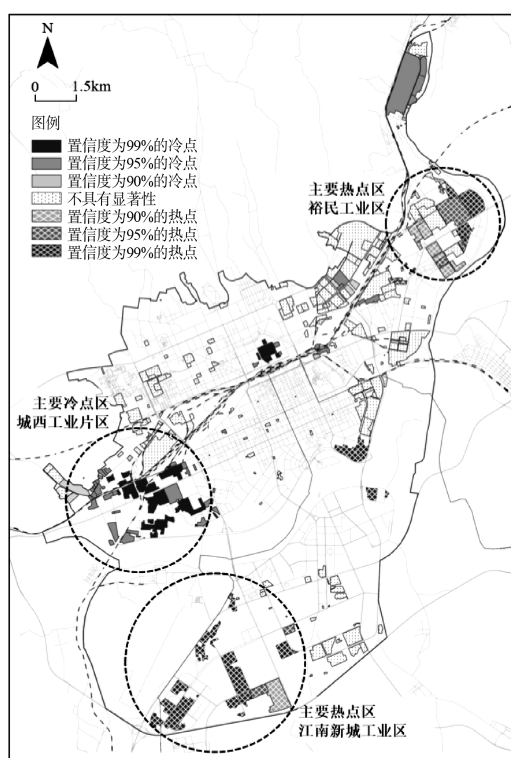 N
0 1.5km
图例
置信度为99%的冷点
置信度为95%的冷点
置信度为90%的冷点
不具有显著性
置信度为90%的热点
置信度为95%的热点
置信度为99%的热点
主要热点区
裕民工业区
主要冷点区
城西工业片区
主要热点区
江南新城工业区